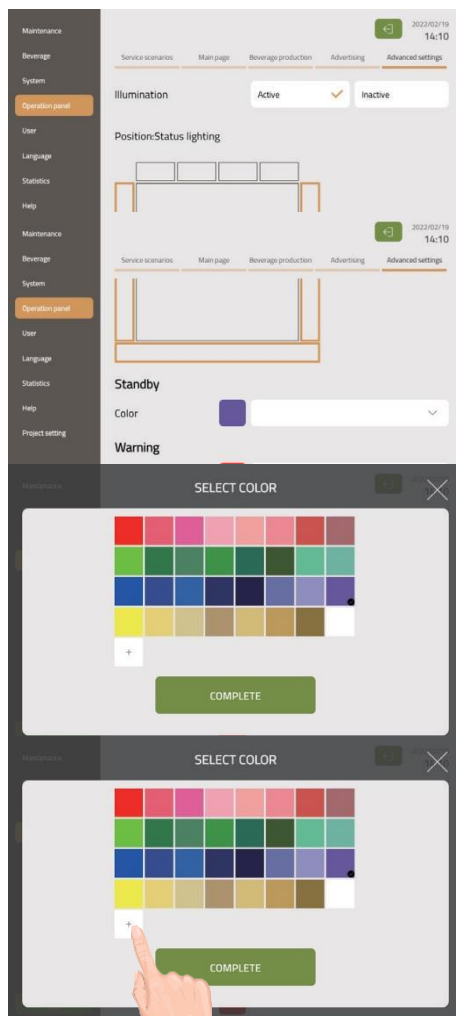 2022/02/19
Maintenance
14:10
Beverage
Service scenarios Main page Beverage production Advertising Advanced settings
System
Illumination Active Inactive
Operation panel
User
Position:Status lighting
Language
Statistics
Help
2022/02/19
Maintenance
14:10
Beverage
Service scenarios Main page Beverage production Advertising Advanced settings
System
Operation panel
User
Language
Statistics
Standby
Help
Color
Project setting
Warning
Maintenance
SELECT COLOR
+
COMPLETE
Maintenance
SELECT COLOR
+
COMPLETE